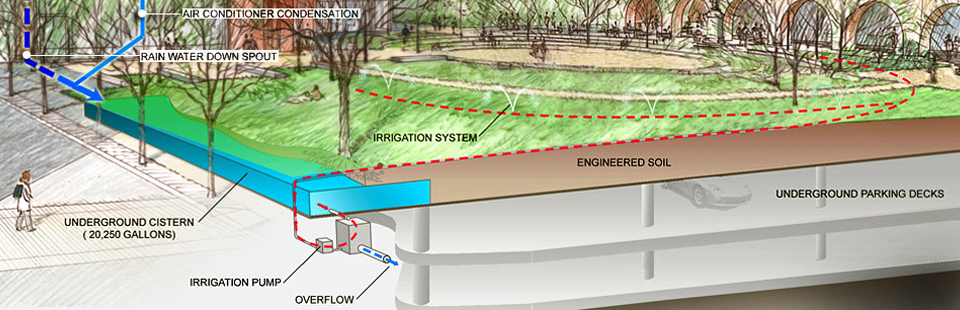 AIR CONDITIONER CONDENSATION
RAIN WATER DOWN SPOUT
IRRIGATION SYSTEM
ENGINEERED SOIL
UNDERGROUND PARKING DECKS
UNDERGROUND CISTERN
( 20,250 GALLONS)
IRRIGATION PUMP
OVERFLOW